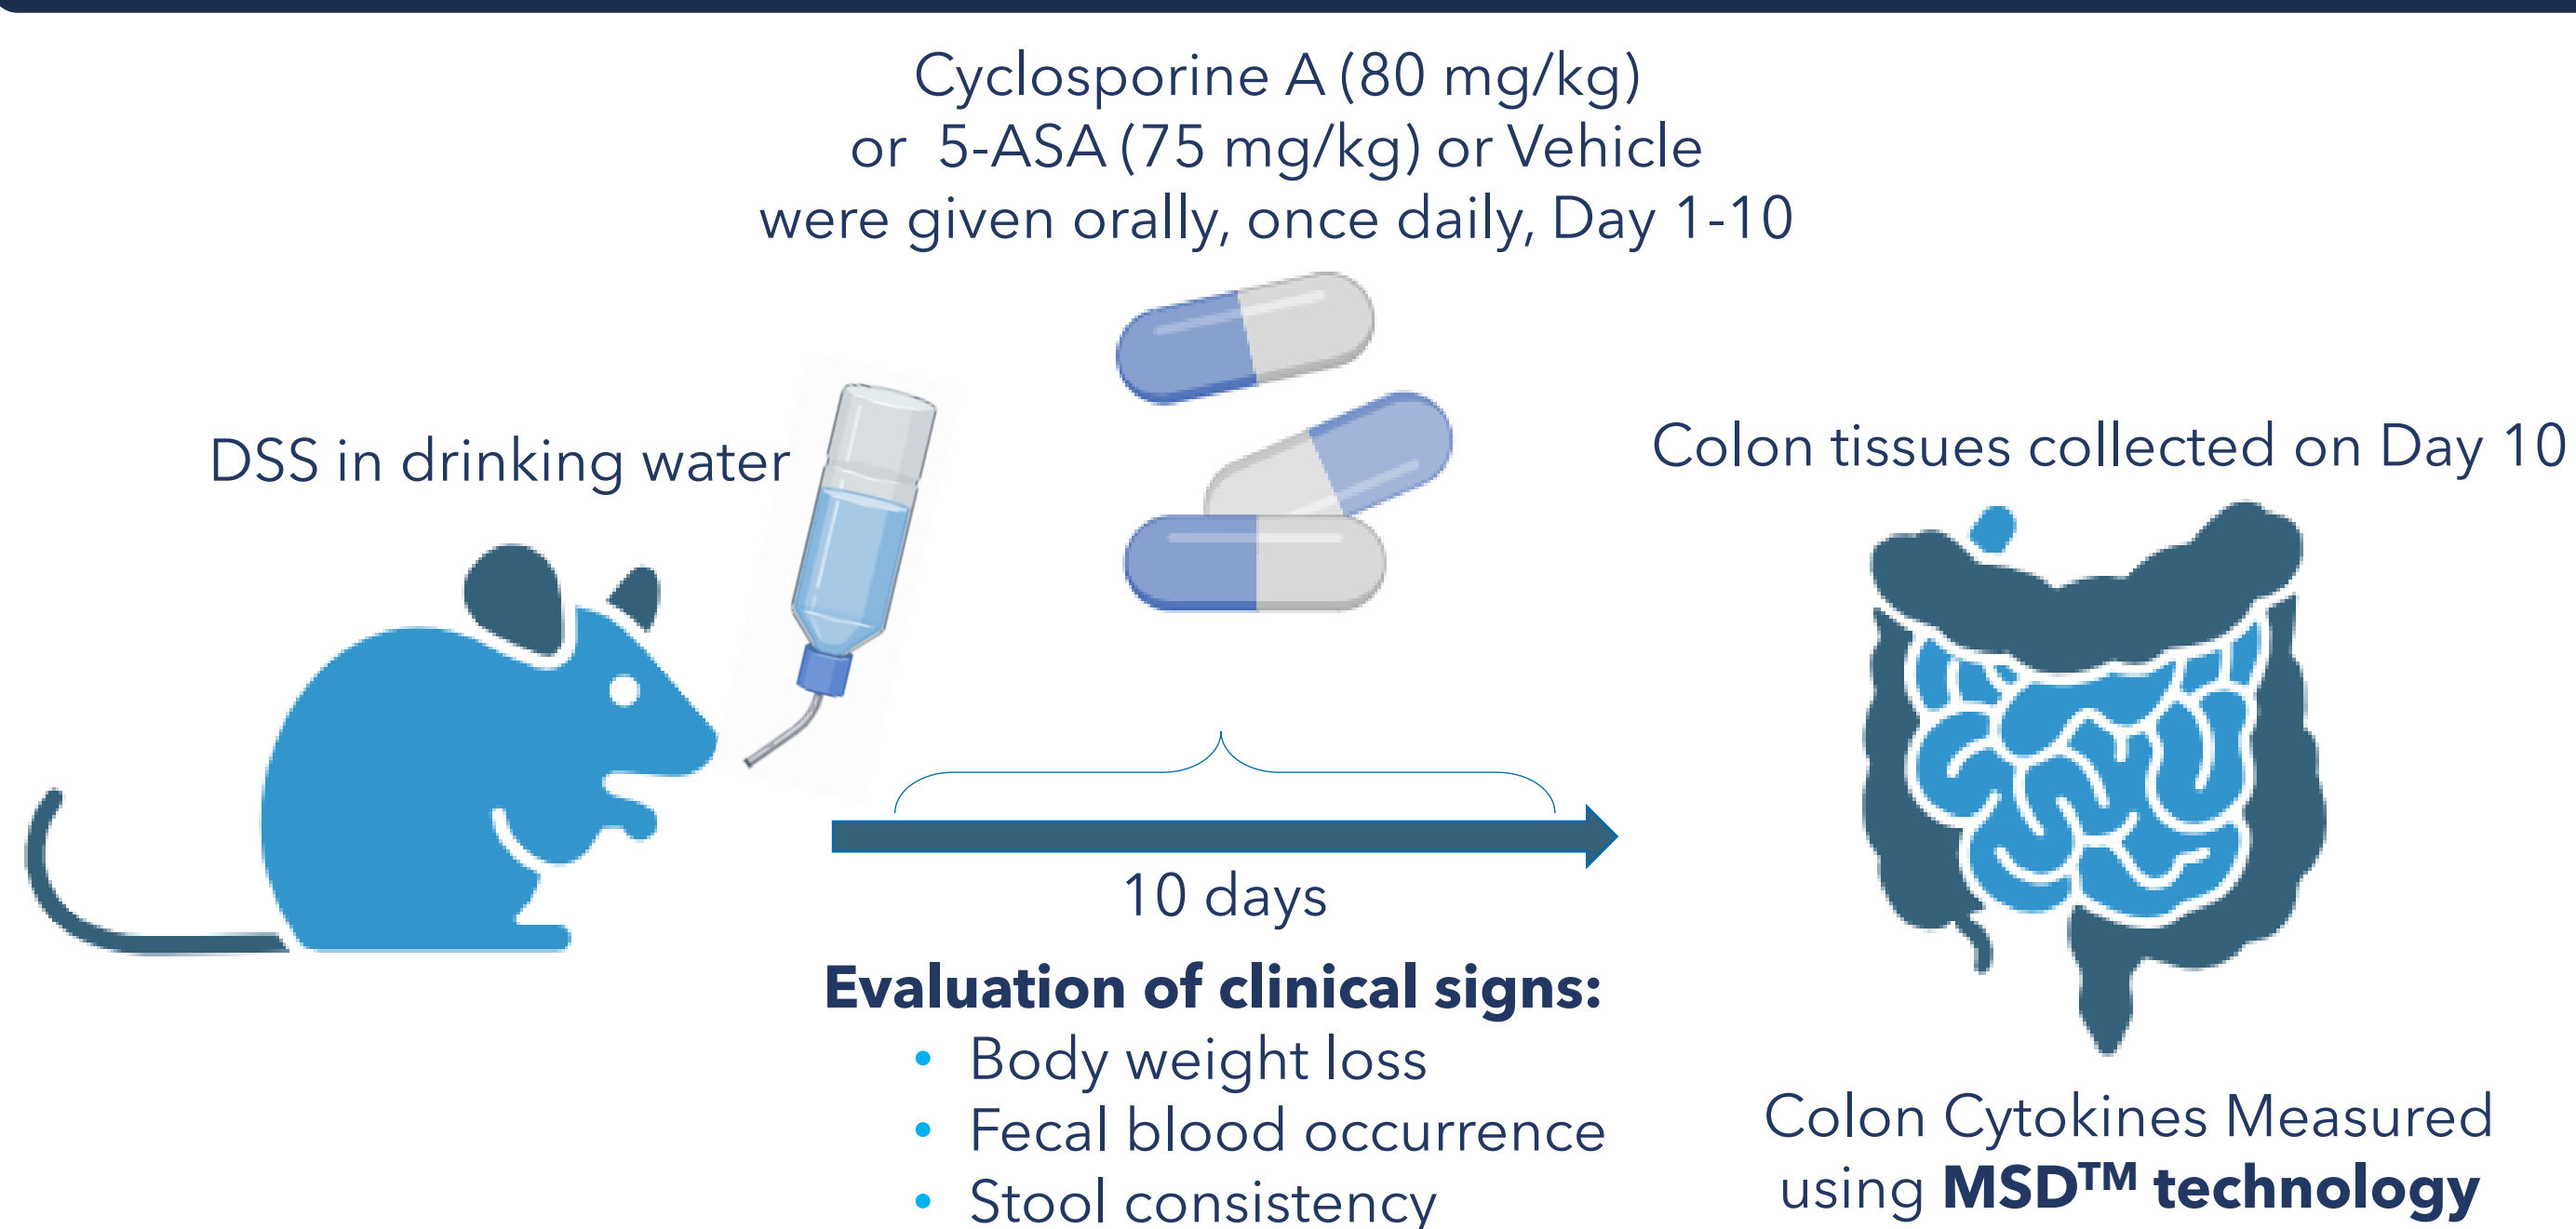 Cyclosporine A (80 mg/kg)
or 5-ASA (75 mg/kg) or Vehicle
were given orally, once daily, Day 1-10
DSS in drinking water
Colon tissues collected on Day 10
10 days
Evaluation of clinical signs:
• Body weight loss
• Fecal blood occurrence
• Stool consistency
Colon Cytokines Measured
using MSD™ technology